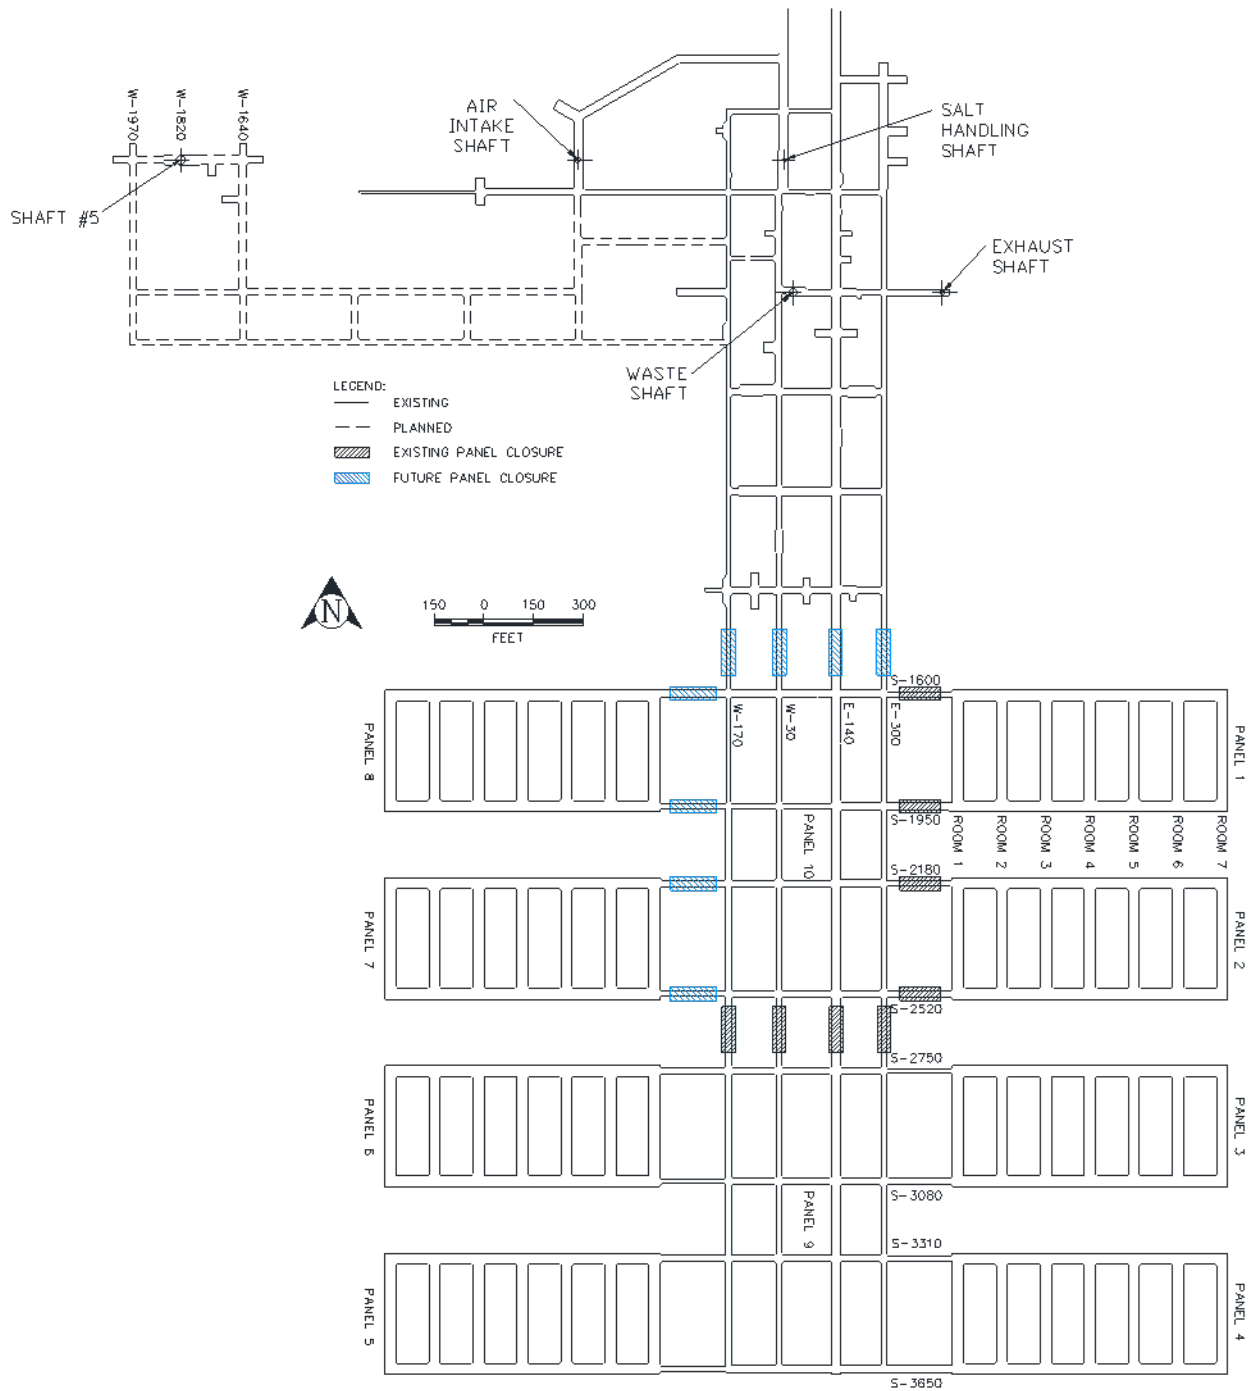 W-1970
W-1820
W-1640
AIR
INTAKE
SHAFT
SALT
HANDLING
SHAFT
SHAFT #5
EXHAUST
SHAFT
WASTE
SHAFT
LEGEND:
EXISTING
PLANNED
EXISTING PANEL CLOSURE
FUTURE PANEL CLOSURE
N
150 0 150 300
FEET
S-1600
W-170
W-30
E-140
E-300
PANEL 8
PANEL 1
S-1950
PANEL 10
ROOM 1
ROOM 2
ROOM 3
ROOM 4
ROOM 5
ROOM 6
ROOM 7
S-2180
PANEL 7
PANEL 2
S-2520
S-2750
PANEL 6
PANEL 3
S-3080
PANEL 9
S-3310
PANEL 5
PANEL 4
S-3650